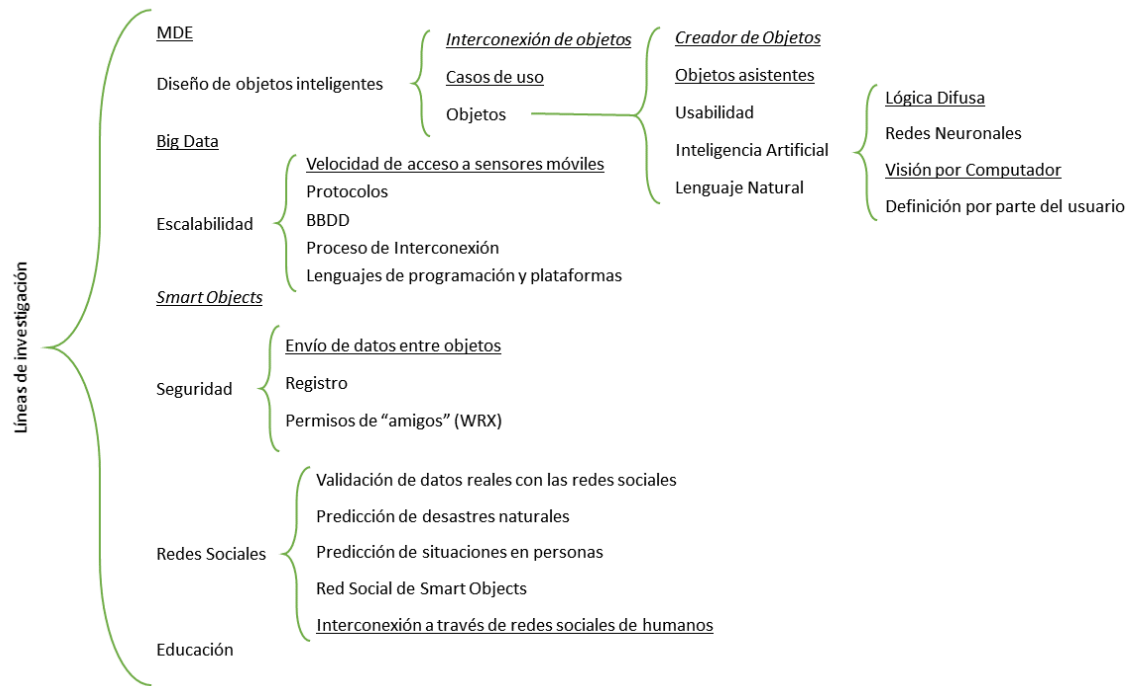 Líneas de investigación
MDE
Diseño de objetos inteligentes
Interconexión de objetos
Casos de uso
Objetos
Creador de Objetos
Objetos asistentes
Usabilidad
Inteligencia Artificial
Lenguaje Natural
Lógica Difusa
Redes Neuronales
Visión por Computador
Definición por parte del usuario
Big Data
Escalabilidad
Velocidad de acceso a sensores móviles
Protocolos
BBDD
Proceso de Interconexión
Lenguajes de programación y plataformas
Smart Objects
Seguridad
Envío de datos entre objetos
Registro
Permisos de “amigos” (WRX)
Redes Sociales
Validación de datos reales con las redes sociales
Predicción de desastres naturales
Predicción de situaciones en personas
Red Social de Smart Objects
Interconexión a través de redes sociales de humanos
Educación